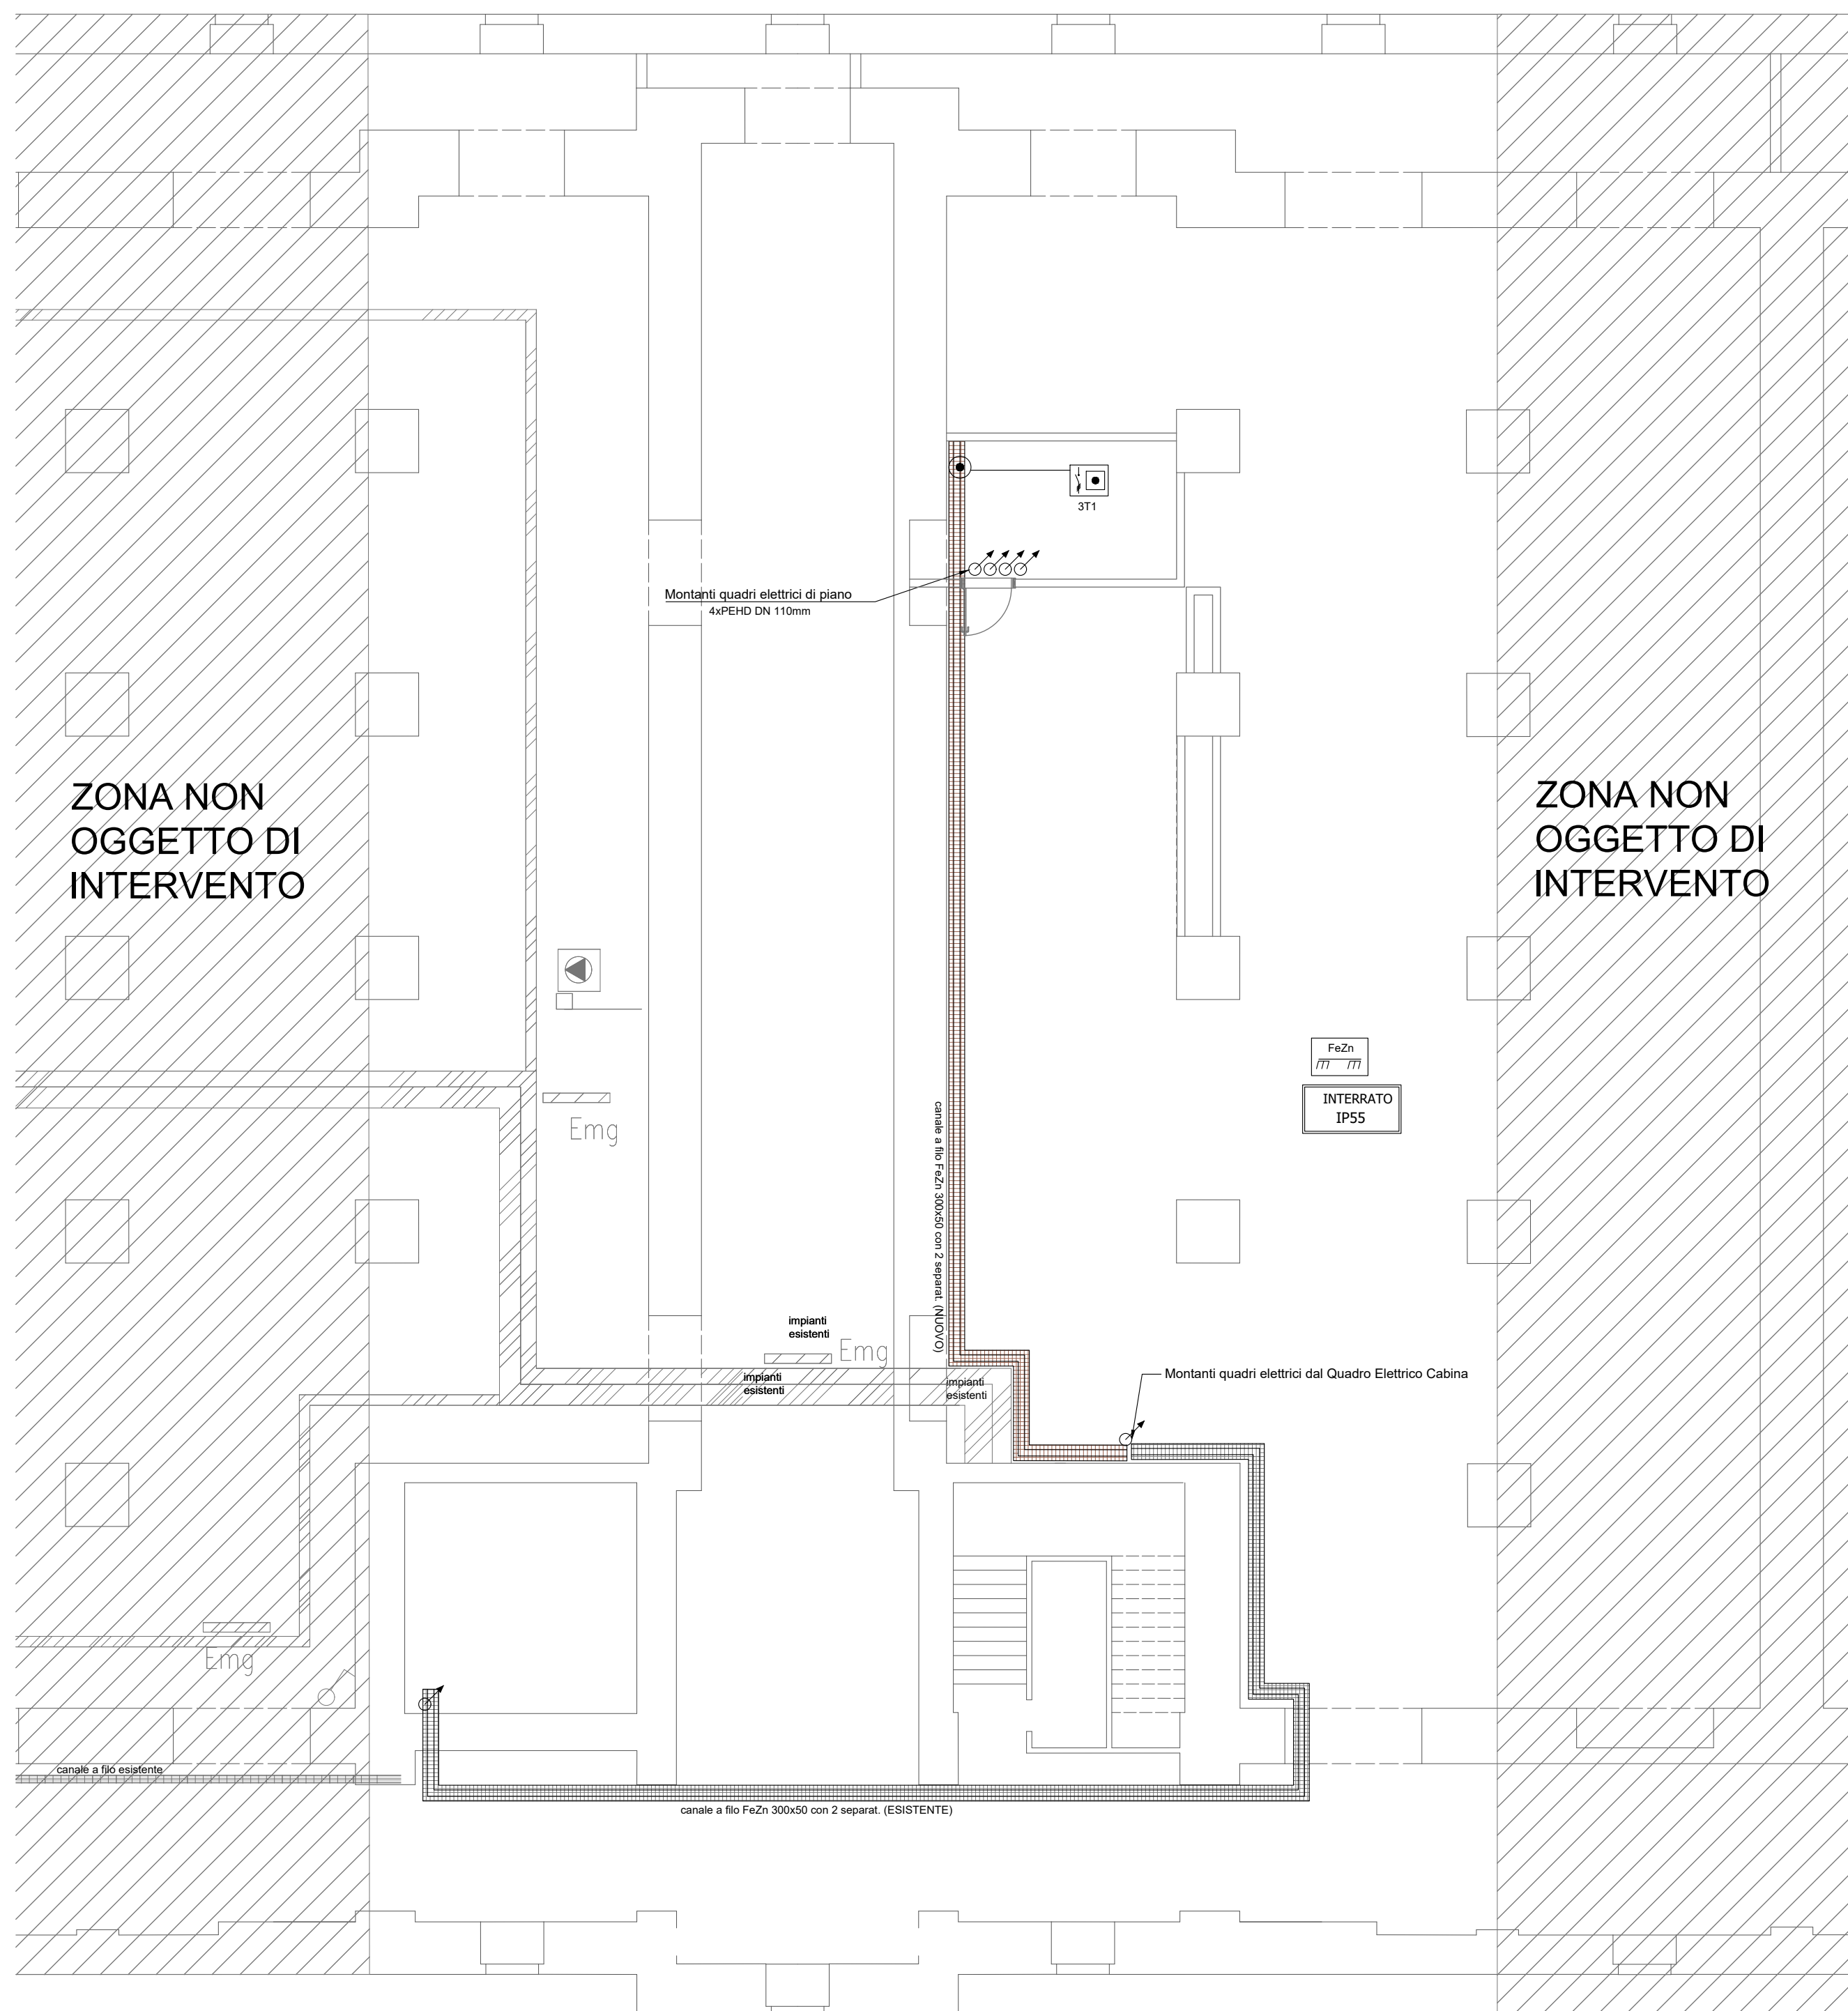 3T1
Montanti quadri elettrici di piano
4xPEHD DN 110mm
ZONA NON
OGGETTO DI
INTERVENTO
ZONA NON
OGGETTO DI
INTERVENTO
FeZn
INTERRATO
IP55
Emg
canale a filo FeZn 300x50 con 2 separat. (NUOVO)
impianti
esistenti
Emg
impianti
esistenti
impianti
esistenti
Montanti quadri elettrici dal Quadro Elettrico Cabina
Emg
canale a filo esistente
canale a filo FeZn 300x50 con 2 separat. (ESISTENTE)